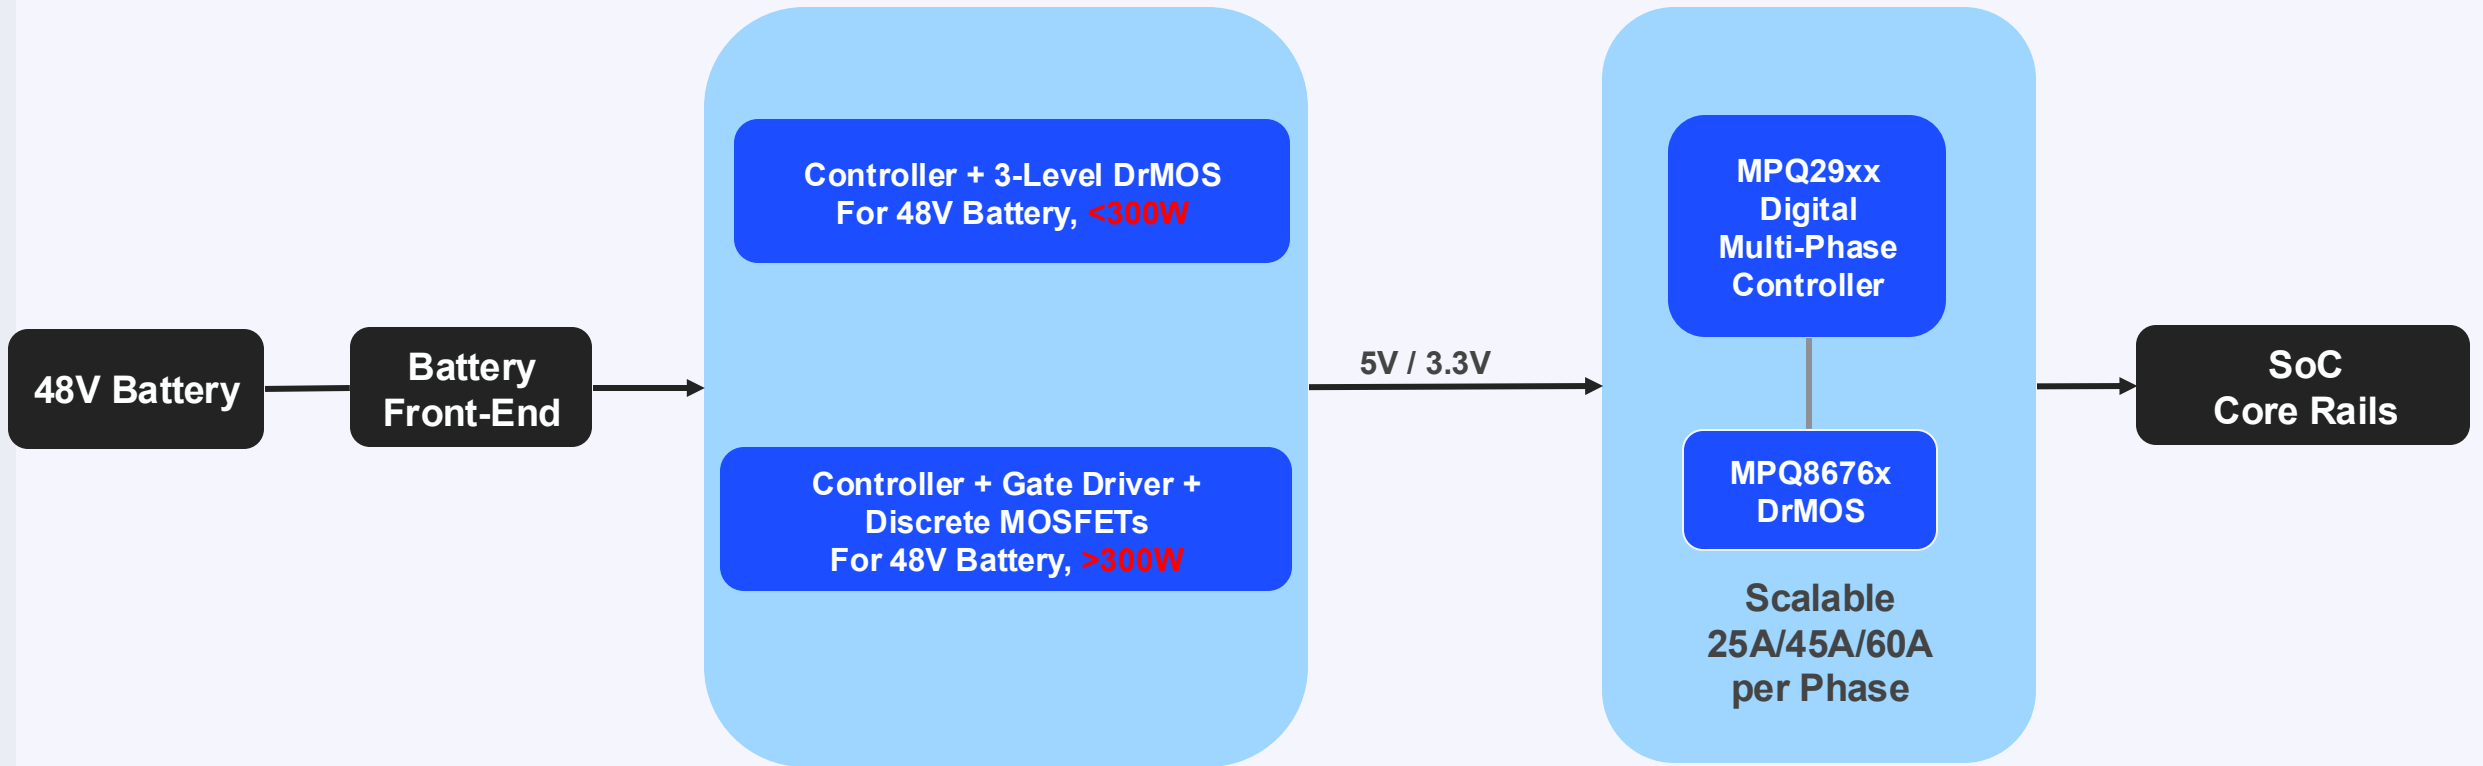 48V Battery
Battery
Front-End
Controller + 3-Level DrMOS
For 48V Battery, <300W
Controller + Gate Driver +
Discrete MOSFETs
For 48V Battery, >300W
5V / 3.3V
MPQ29xx
Digital
Multi-Phase
Controller
MPQ8676x
DrMOS
Scalable
25A/45A/60A
per Phase
SoC
Core Rails